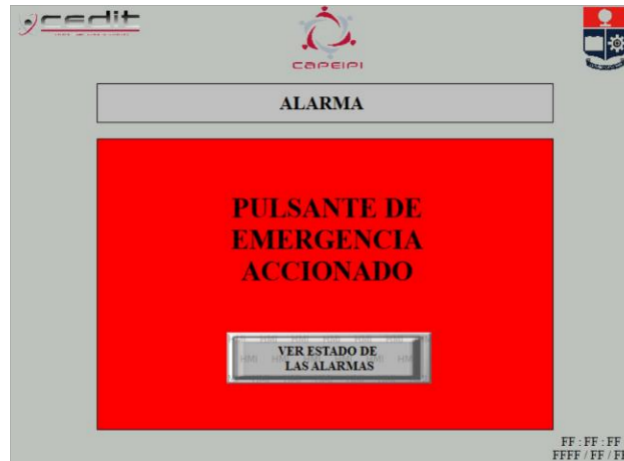 cedit
CAPEIPI
ALARMA
PULSANTE DE
EMERGENCIA
ACCIONADO
VER ESTADO DE
LAS ALARMAS
FF : FF : FF
FFFF / FF / FF